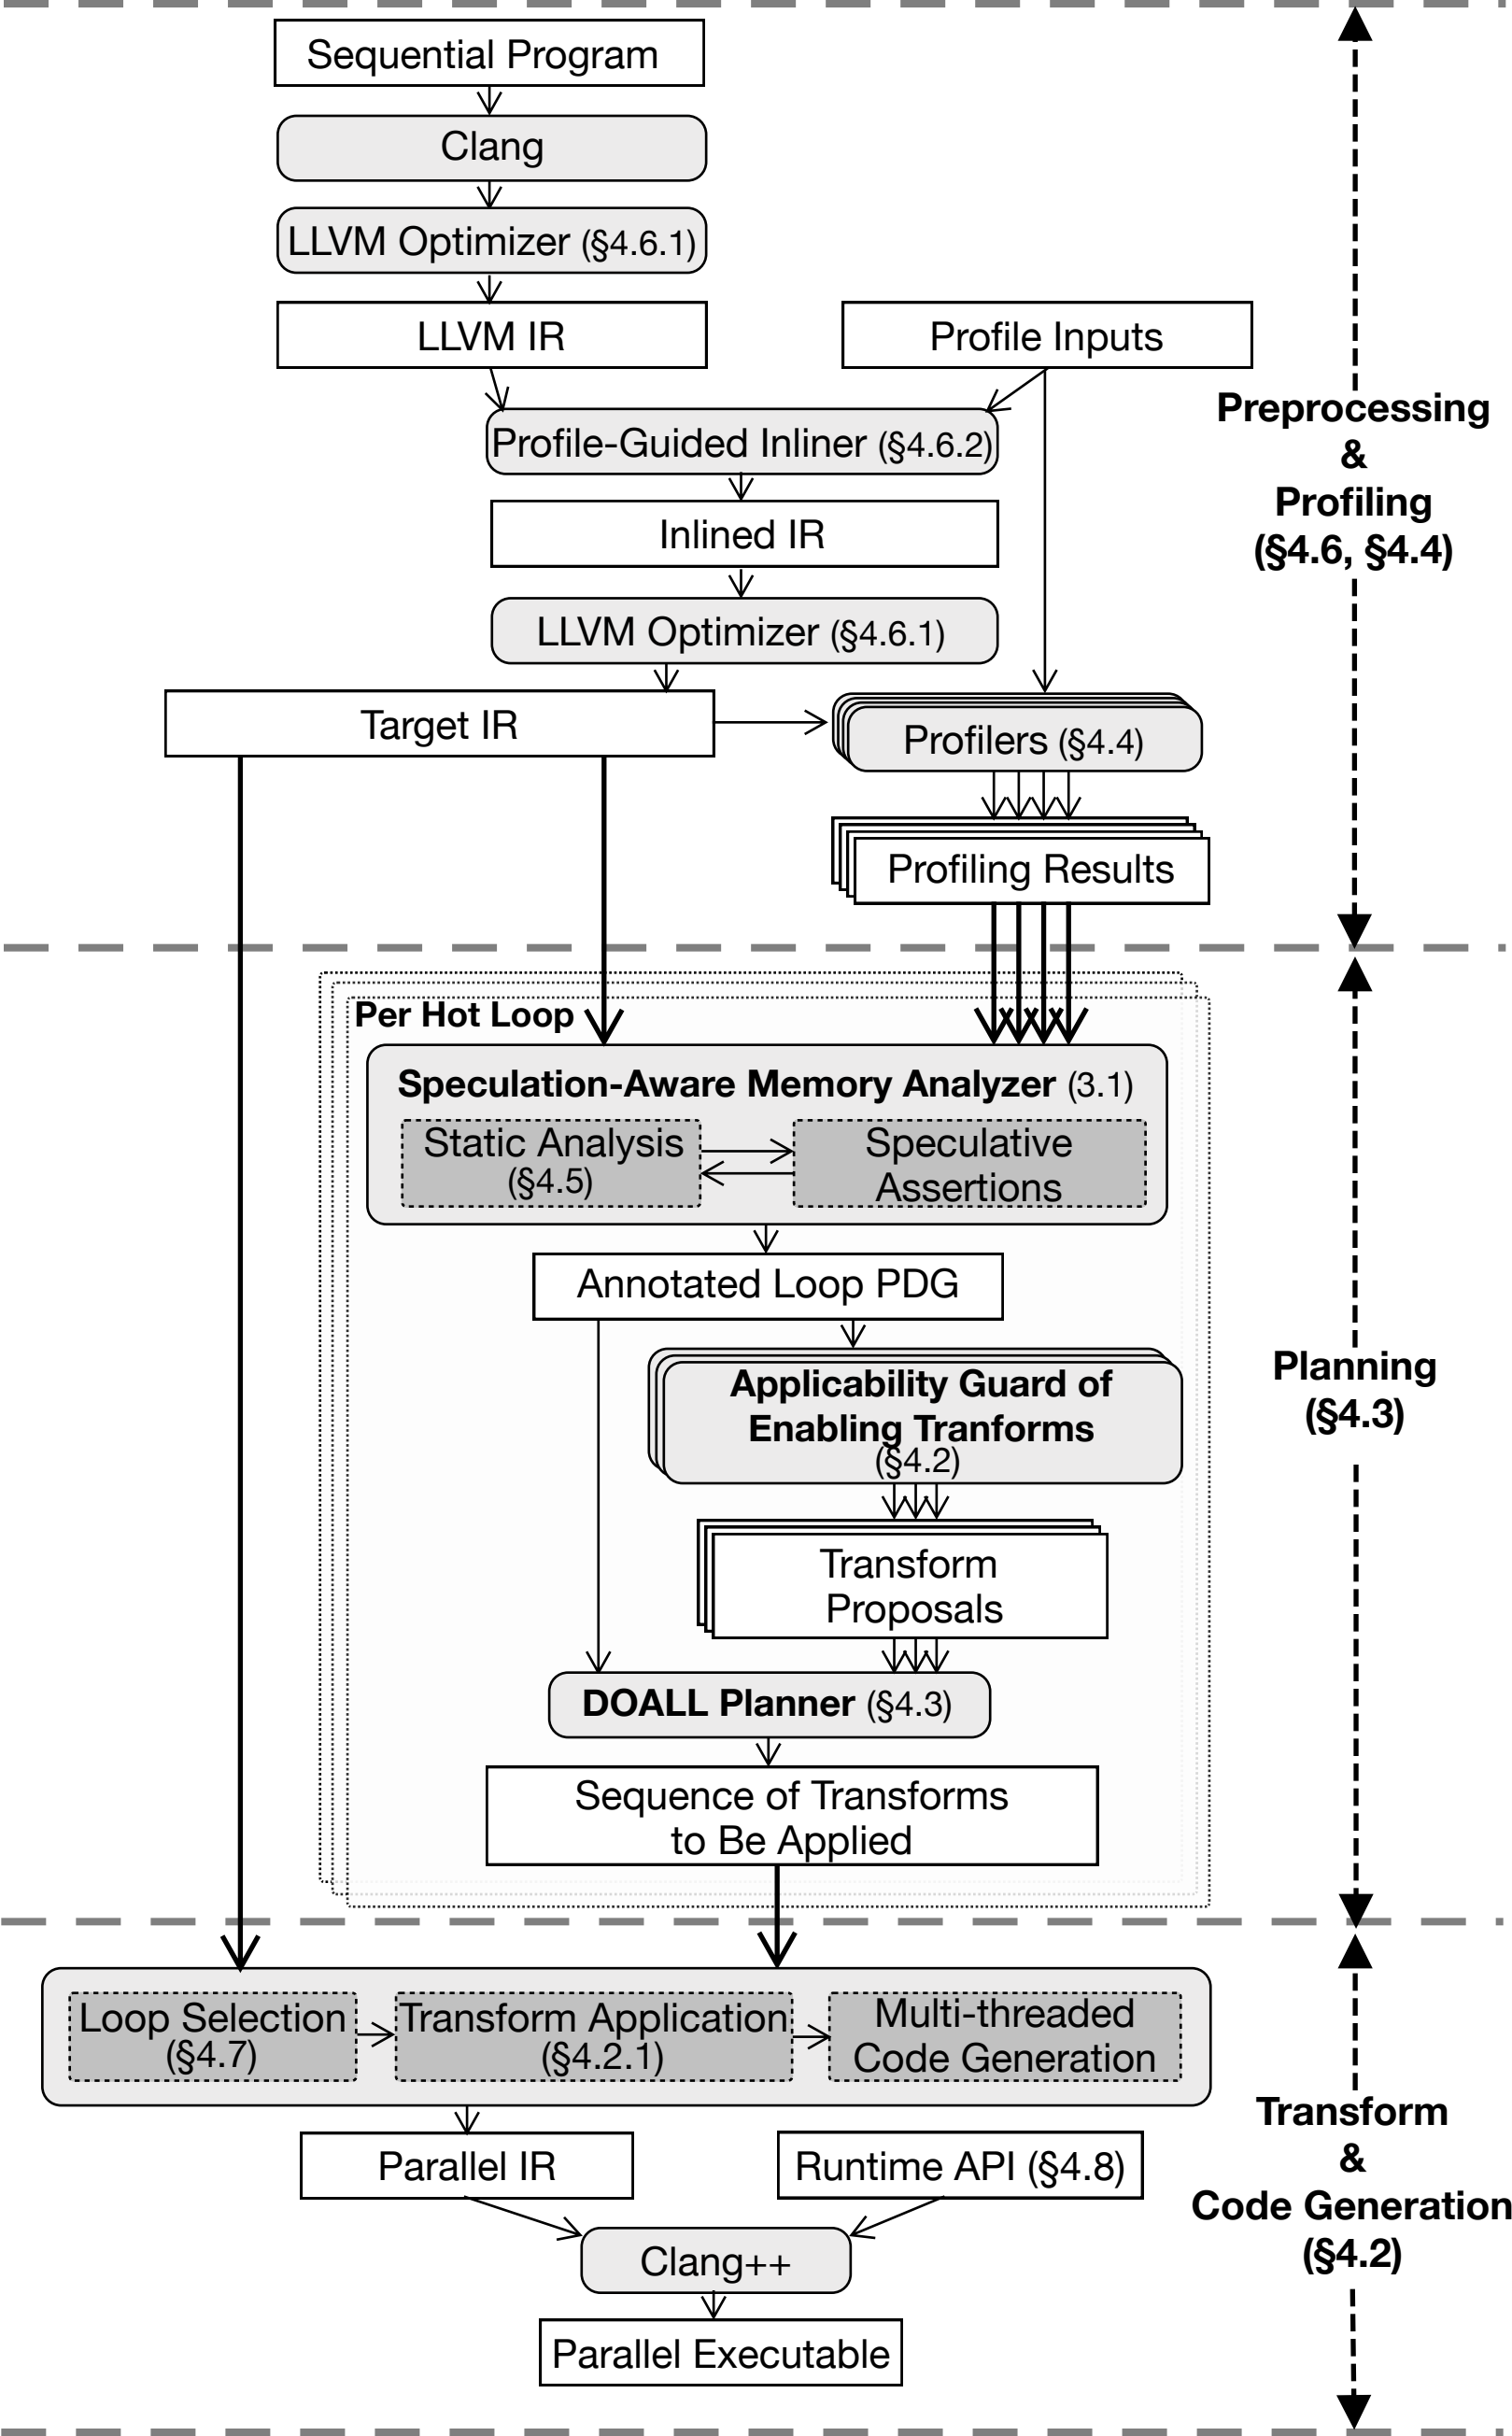 Sequential Program
Clang
LLVM Optimizer (§4.6.1)
LLVM IR
Profile Inputs
Profile-Guided Inliner (§4.6.2)
Inlined IR
LLVM Optimizer (§4.6.1)
Target IR
Profilers (§4.4)
Profiling Results
Preprocessing
&
Profiling
(§4.6, §4.4)
Per Hot Loop
Speculation-Aware Memory Analyzer (3.1)
Static Analysis
(§4.5)
Speculative
Assertions
Annotated Loop PDG
Applicability Guard of
Enabling Tranforms
(§4.2)
Transform
Proposals
DOALL Planner (§4.3)
Sequence of Transforms
to Be Applied
Planning
(§4.3)
Loop Selection
(§4.7)
Transform Application
(§4.2.1)
Multi-threaded
Code Generation
Parallel IR
Runtime API (§4.8)
Clang++
Parallel Executable
Transform
&
Code Generation
(§4.2)